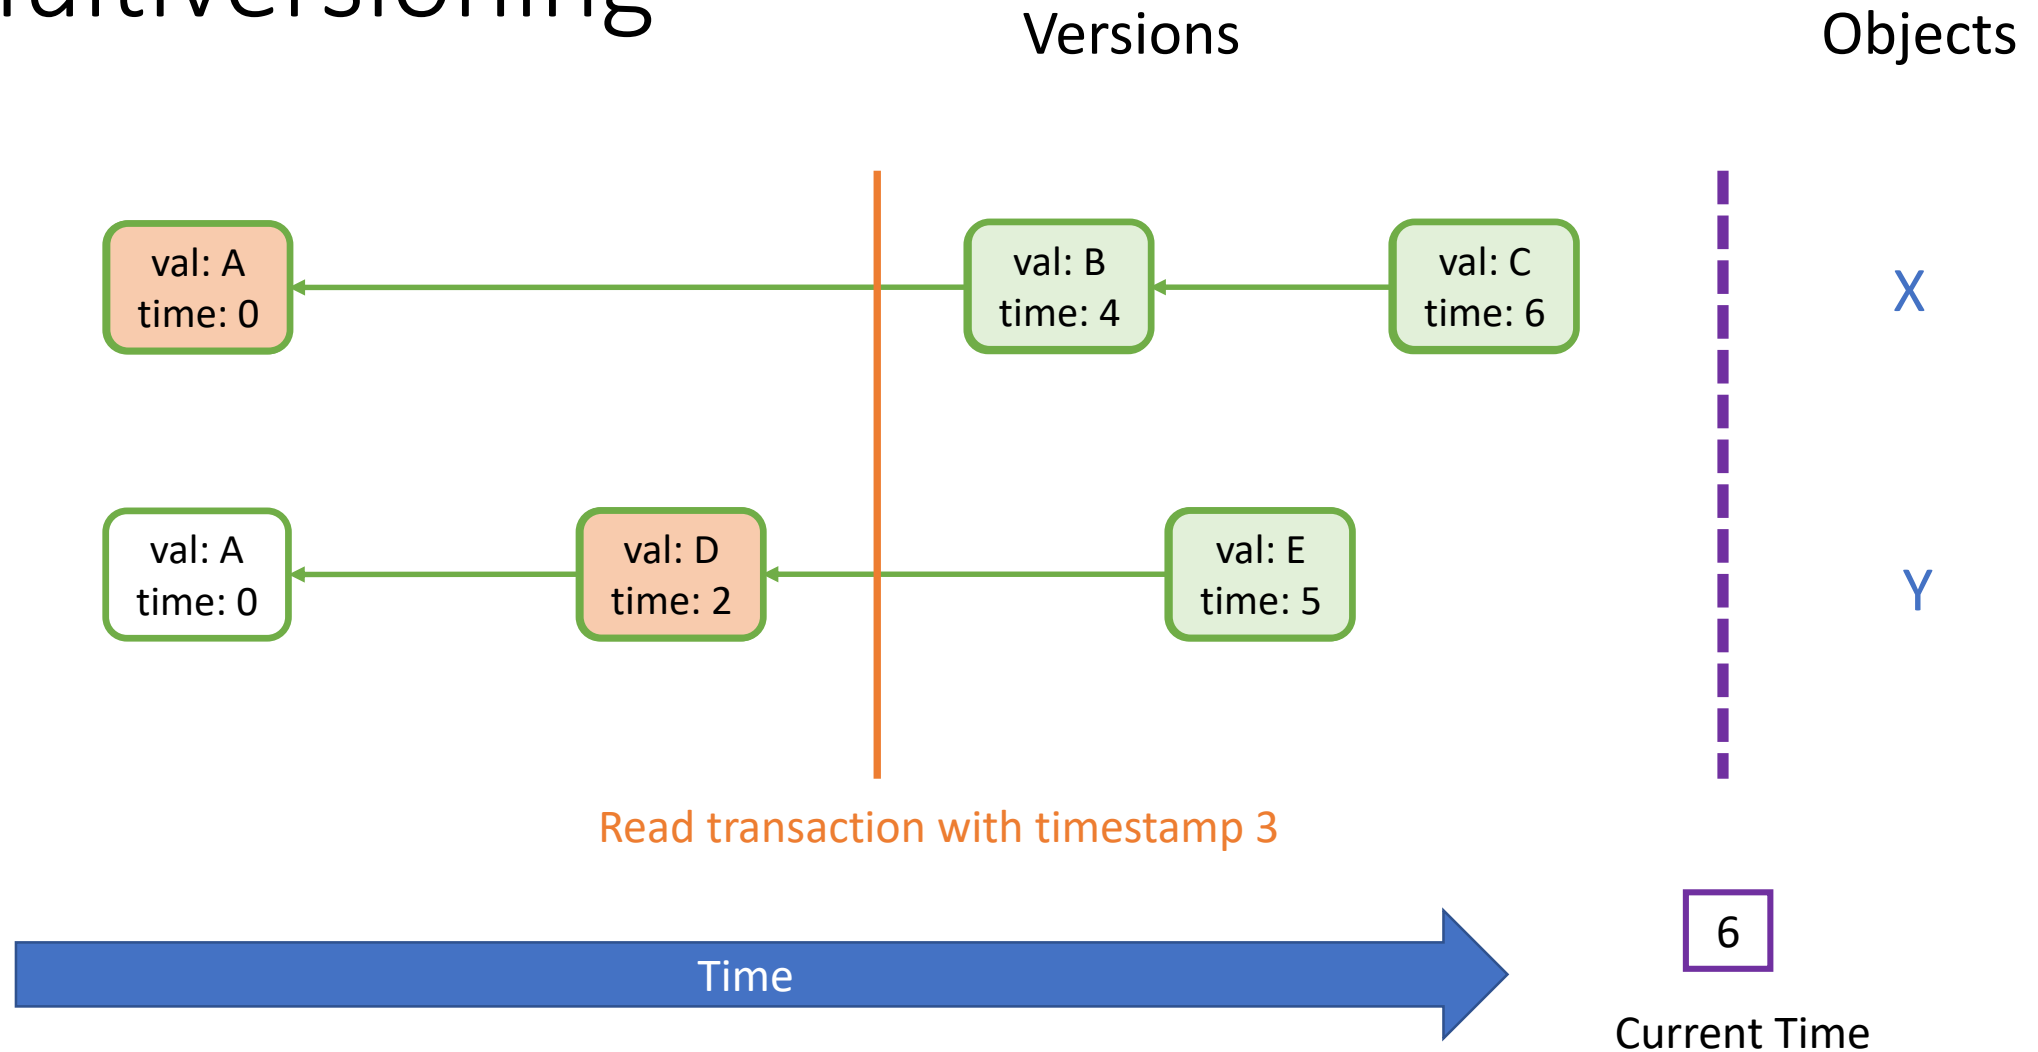 Versions
Objects
val: A
time: 0
val: B
time: 4
val: C
time: 6
X
val: A
time: 0
val: D
time: 2
val: E
time: 5
Y
Read transaction with timestamp 3
Time
6
Current Time